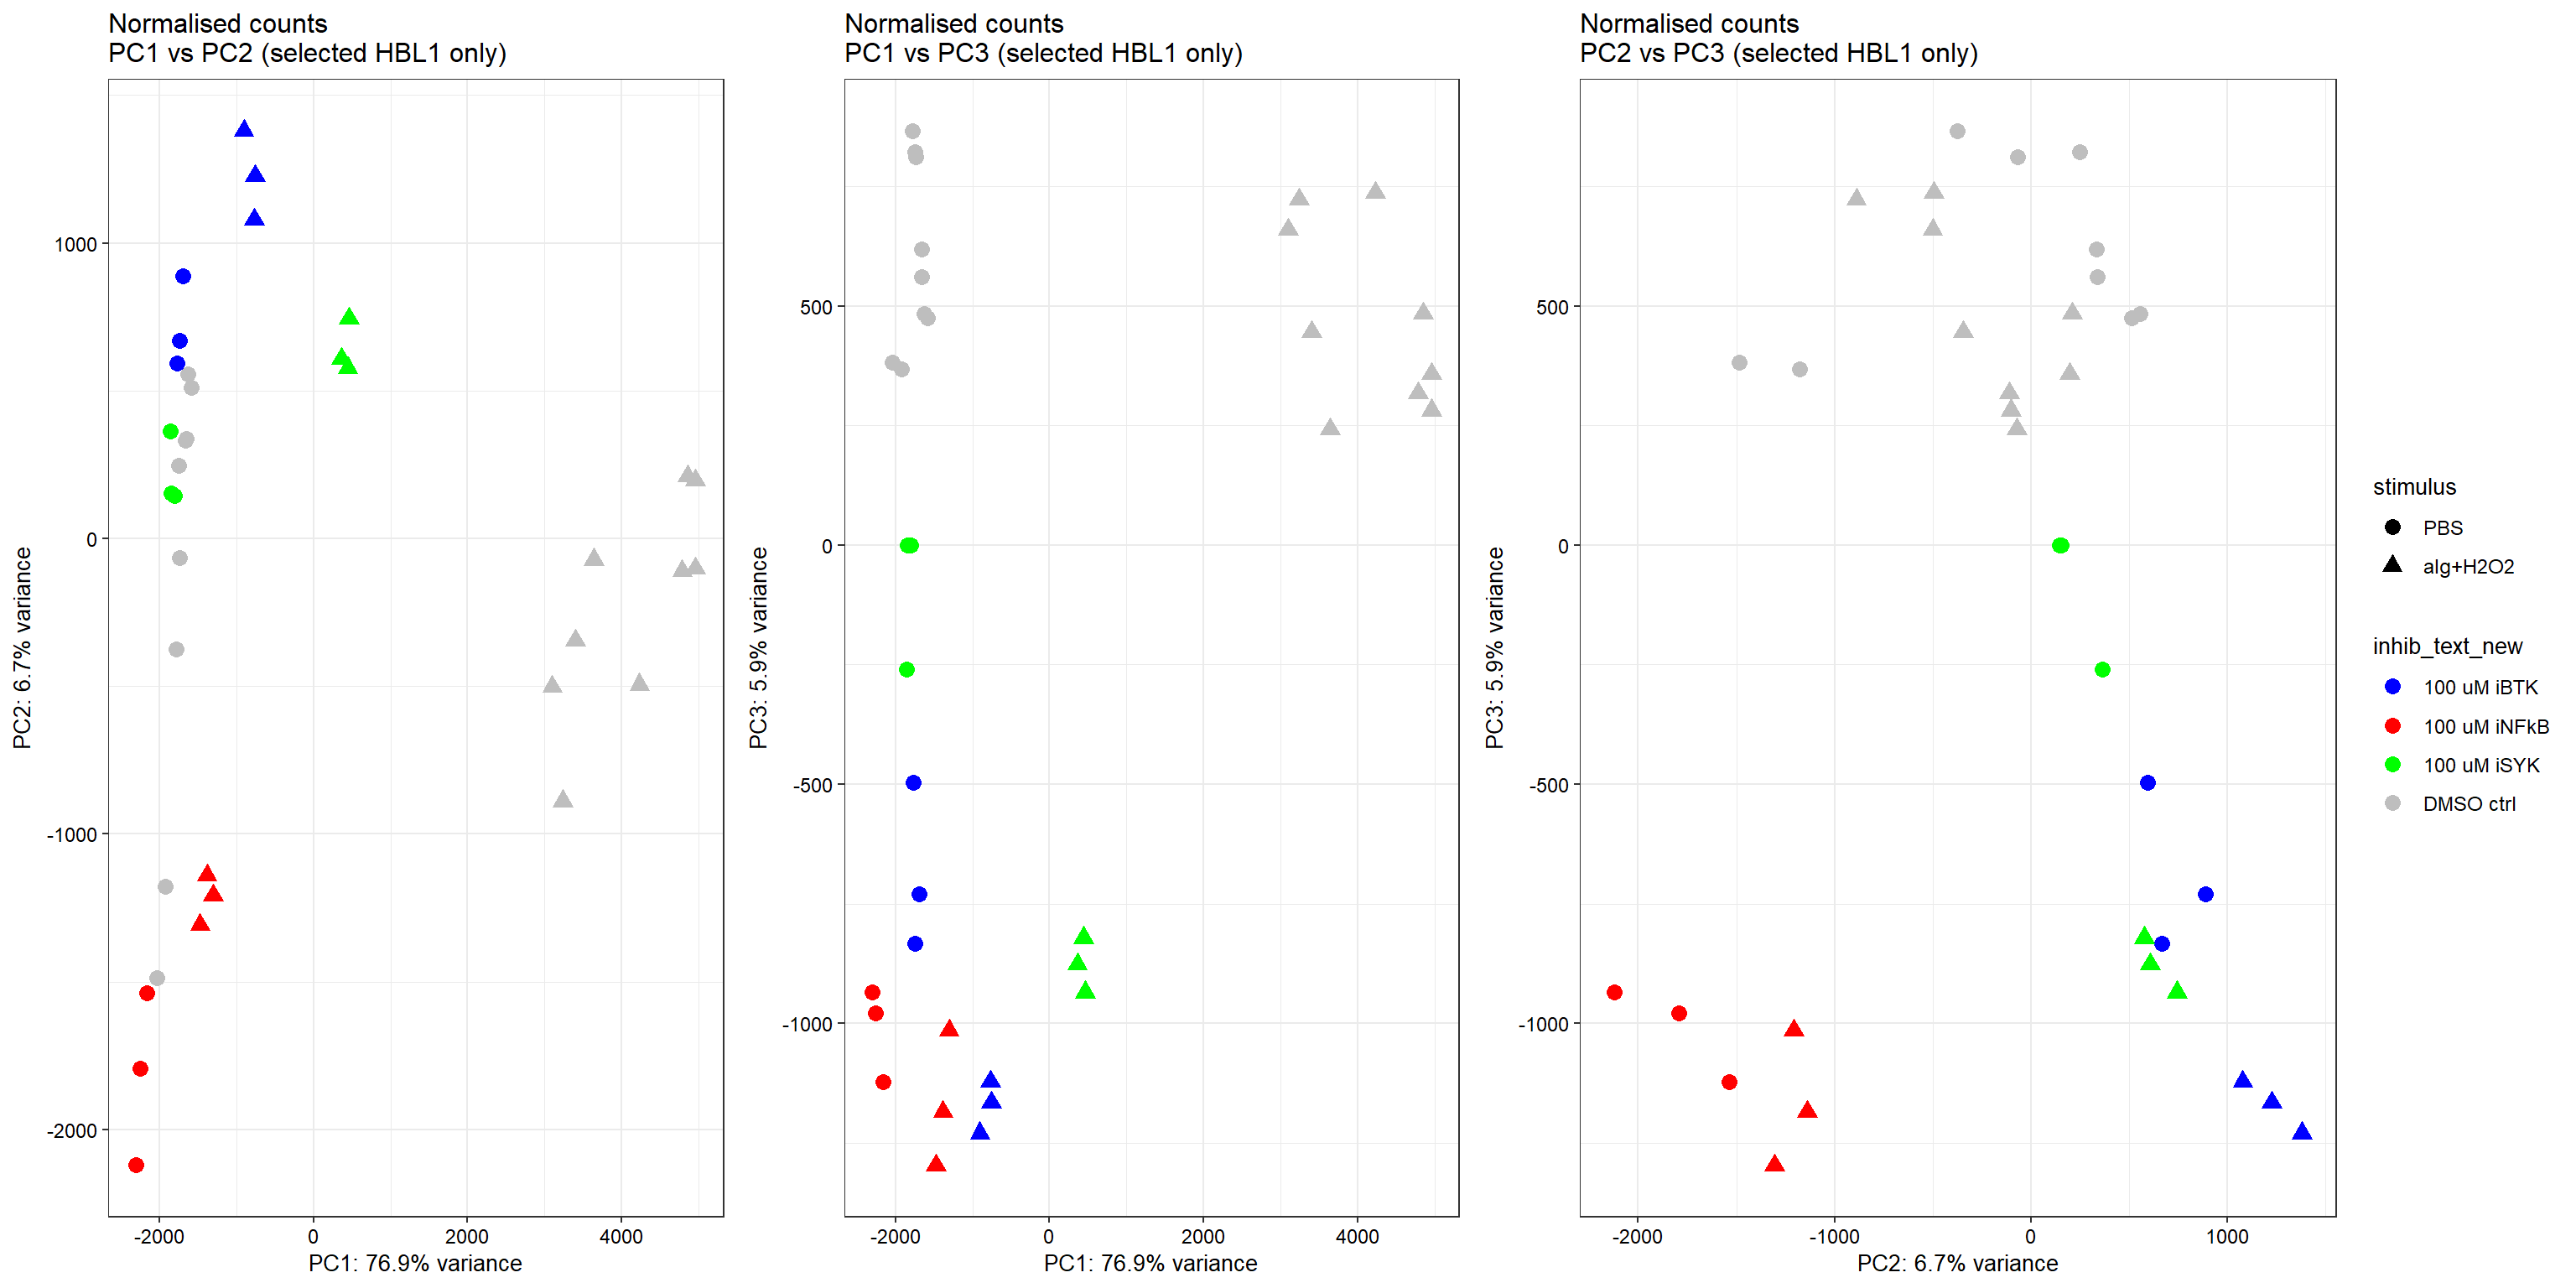 Normalised counts
PC1 vs PC2 (selected HBL1 only)
1000
0
-1000
-2000
PC2: 6.7% variance
-2000
0
2000
4000
PC1: 76.9% variance
Normalised counts
PC1 vs PC3 (selected HBL1 only)
500
0
-500
-1000
PC3: 5.9% variance
-2000
0
2000
4000
PC1: 76.9% variance
Normalised counts
PC2 vs PC3 (selected HBL1 only)
500
0
-500
-1000
PC3: 5.9% variance
-2000
-1000
0
1000
PC2: 6.7% variance
stimulus
PBS
aIg+H2O2
inhib_text_new
100 uM iBTK
100 uM iNFkB
100 uM iSYK
DMSO ctrl